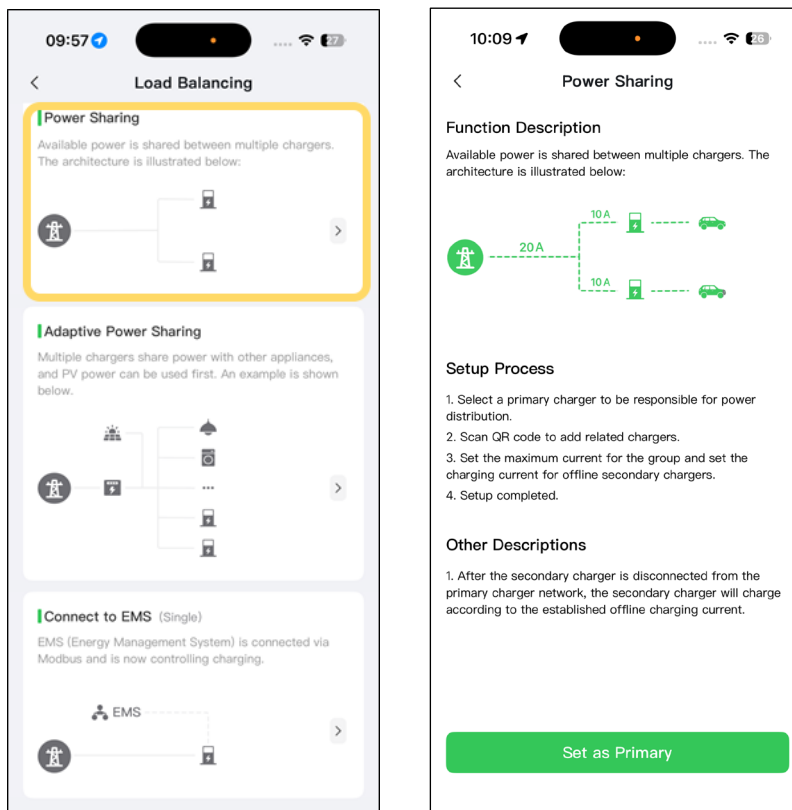 09:57
27
Load Balancing
Power Sharing
Available power is shared between multiple chargers.
The architecture is illustrated below:
Adaptive Power Sharing
Multiple chargers share power with other appliances,
and PV power can be used first. An example is shown
below.
Connect to EMS (Single)
EMS (Energy Management System) is connected via
Modbus and is now controlling charging.
EMS
10:09
26
Power Sharing
Function Description
Available power is shared between multiple chargers. The
architecture is illustrated below:
10A
20A
10A
Setup Process
1. Select a primary charger to be responsible for power
distribution.
2. Scan QR code to add related chargers.
3. Set the maximum current for the group and set the
charging current for offline secondary chargers.
4. Setup completed.
Other Descriptions
1. After the secondary charger is disconnected from the
primary charger network, the secondary charger will charge
according to the established offline charging current.
Set as Primary